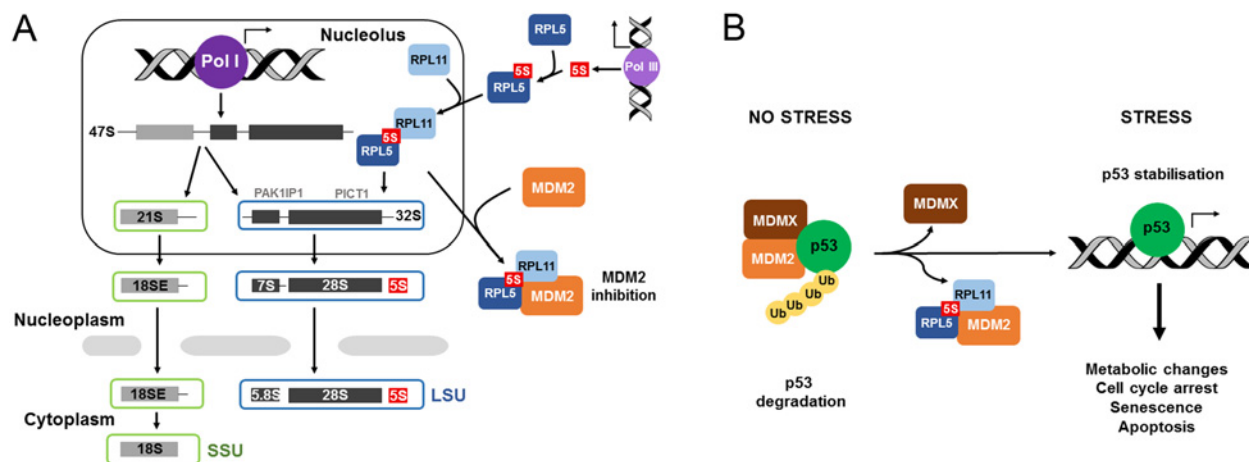 A
Nucleolus
Pol I
RPL5
RPL11
5S
RPL5
5S
Pol III
47S
RPL11
5S
RPL5
PAK1IP1
PICT1
21S
32S
MDM2
18SE
7S
28S
5S
RPL11
5S
RPL5
MDM2
MDM2
inhibition
Nucleoplasm
18SE
5.8S
28S
5S
LSU
Cytoplasm
18S
SSU
B
NO STRESS
STRESS
p53 stabilisation
MDMX
p53
MDM2
Ub
Ub
Ub
Ub
p53
degradation
MDMX
RPL11
5S
RPL5
MDM2
p53
Metabolic changes
Cell cycle arrest
Senescence
Apoptosis